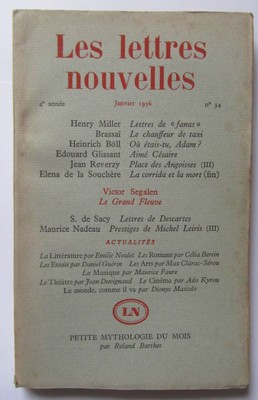 Les lettres
nouvelles
4e année Janvier 1956 n° 34
Henry Miller Lettres de « fanas »
Brassaï Le chauffeur de taxi
Heinrich Böll Où étais-tu, Adam?
Edouard Glissant Aimé Césaire
Jean Reverzy Place des Angoisses (III)
Elena de la Souchère La corrida et la mort (fin)
Victor Segalen
Le Grand Fleuve
S. de Sacy Lettres de Descartes
Maurice Nadeau Prestiges de Michel Leiris (III)
ACTUALITÉS
La Littérature par Emilie Noulet Les Romans par Célia Bertin
Les Essais par Daniel Guérin Les Arts par Max Clarac-Sérou
La Musique par Maurice Faure
Le Théâtre par Jean Duvignaud Le Cinéma par Ado Kyrou
Le monde, comme il va par Dionys Mascolo
LN
PETITE MYTHOLOGIE DU MOIS
par Roland Barthes